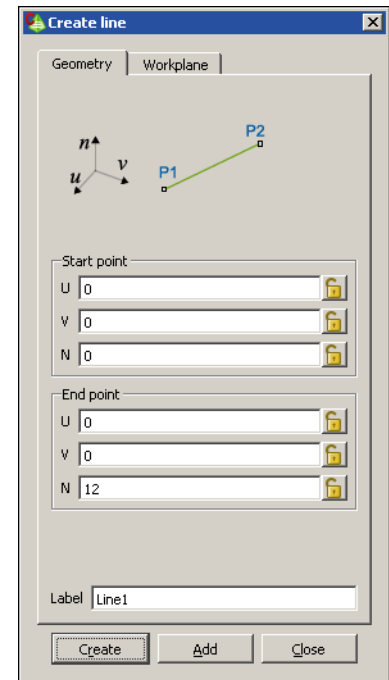 Create line
Geometry Workplane
n
v
u
P1
P2
Start point
U 0
V 0
N 0
End point
U 0
V 0
N 12
Label Line1
Create Add Close